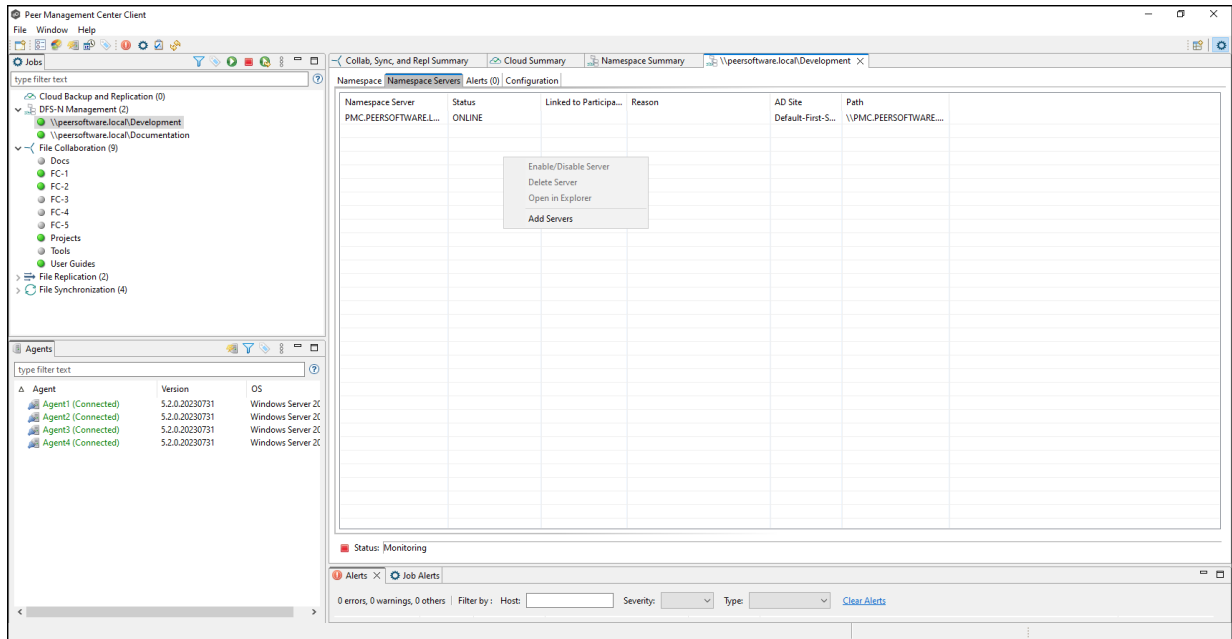 Peer Management Center Client
File Window Help
Jobs
type filter text
Cloud Backup and Replication (0)
DFS-N Management (2)
\\peersoftware.local\Development
\\peersoftware.local\Documentation
File Collaboration (9)
Docs
FC-1
FC-2
FC-3
FC-4
FC-5
Projects
Tools
User Guides
File Replication (2)
File Synchronization (4)
Agents
type filter text
Agent Version OS
Agent1 (Connected) 5.2.0.20230731 Windows Server 20
Agent2 (Connected) 5.2.0.20230731 Windows Server 20
Agent3 (Connected) 5.2.0.20230731 Windows Server 20
Agent4 (Connected) 5.2.0.20230731 Windows Server 20
Collab, Sync, and Repl Summary Cloud Summary Namespace Summary \\peersoftware.local\Development
Namespace Namespace Servers Alerts (0) Configuration
Namespace Server Status Linked to Participa... Reason AD Site Path
PMC.PEERSOFTWARE.L... ONLINE Default-First-S... \\PMC.PEERSOFTWARE....
Enable/Disable Server
Delete Server
Open in Explorer
Add Servers
Status: Monitoring
Alerts Job Alerts
0 errors, 0 warnings, 0 others Filter by : Host: Severity: Type: Clear Alerts